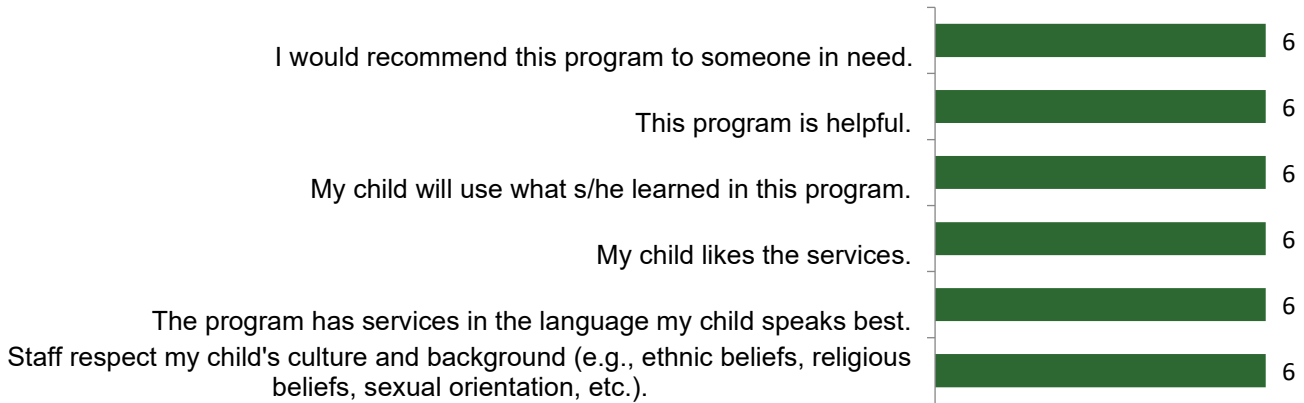 I would recommend this program to someone in need.
6
This program is helpful.
6
My child will use what s/he learned in this program.
6
My child likes the services.
6
The program has services in the language my child speaks best.
6
Staff respect my child's culture and background (e.g., ethnic beliefs, religious
beliefs, sexual orientation, etc.).
6